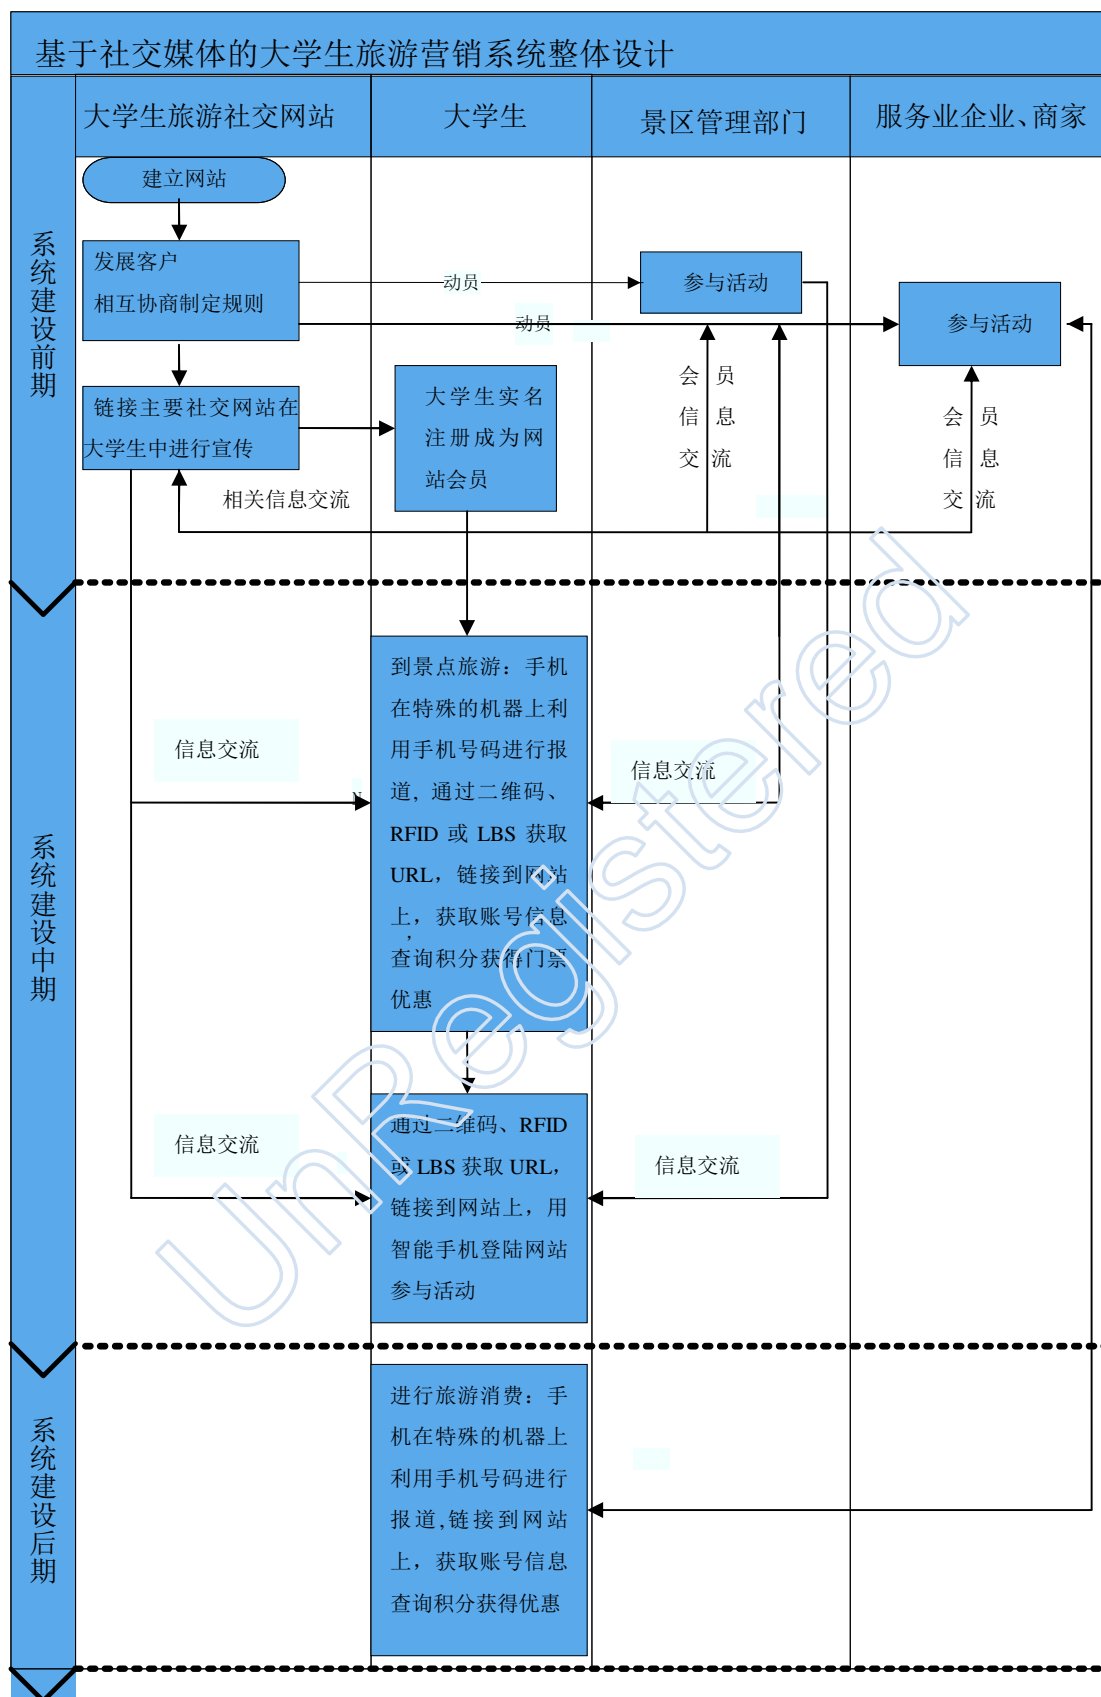 基于社交媒体的大学生旅游营销系统整体设计
大学生旅游社交网站
大学生
景区管理部门
服务业企业、商家
系统建设前期
建立网站
发展客户
相互协商制定规则
动员
参与活动
动员
参与活动
链接主要社交网站在
大学生中进行宣传
大学生实名
注册成为网
站会员
会员
信息
交流
会员
信息
交流
相关信息交流
系统建设中期
到景点旅游：手机
在特殊的机器上利
用手机号码进行报
道, 通过二维码、
RFID 或 LBS 获取
URL，链接到网站
上，获取账号信息
，
查询积分获得门票
优惠
信息交流
信息交流
N
通过二维码、RFID
或 LBS 获取 URL，
链接到网站上，用
智能手机登陆网站
参与活动
信息交流
信息交流
系统建设后期
进行旅游消费：手
机在特殊的机器上
利用手机号码进行
报道,链接到网站
上，获取账号信息
查询积分获得优惠
UnRegistered